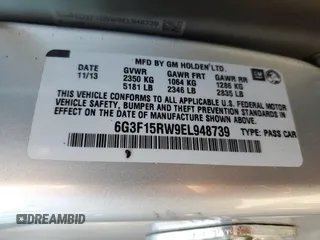 MFD BY GM HOLDEN LTD.
DATE GVWR GAWR FRT GAWR RR
11/13 2350 KG 1064 KG 1286 KG
5181 LB 2346 LB 2835 LB
THIS VEHICLE CONFORMS TO ALL APPLICABLE U.S. FEDERAL MOTOR
VEHICLE SAFETY, BUMPER, AND THEFT PREVENTION STANDARDS IN
EFFECT ON THE DATE OF MANUFACTURE SHOWN ABOVE.
6G3F15RW9EL948739 TYPE PASS CAR
DREAMBID